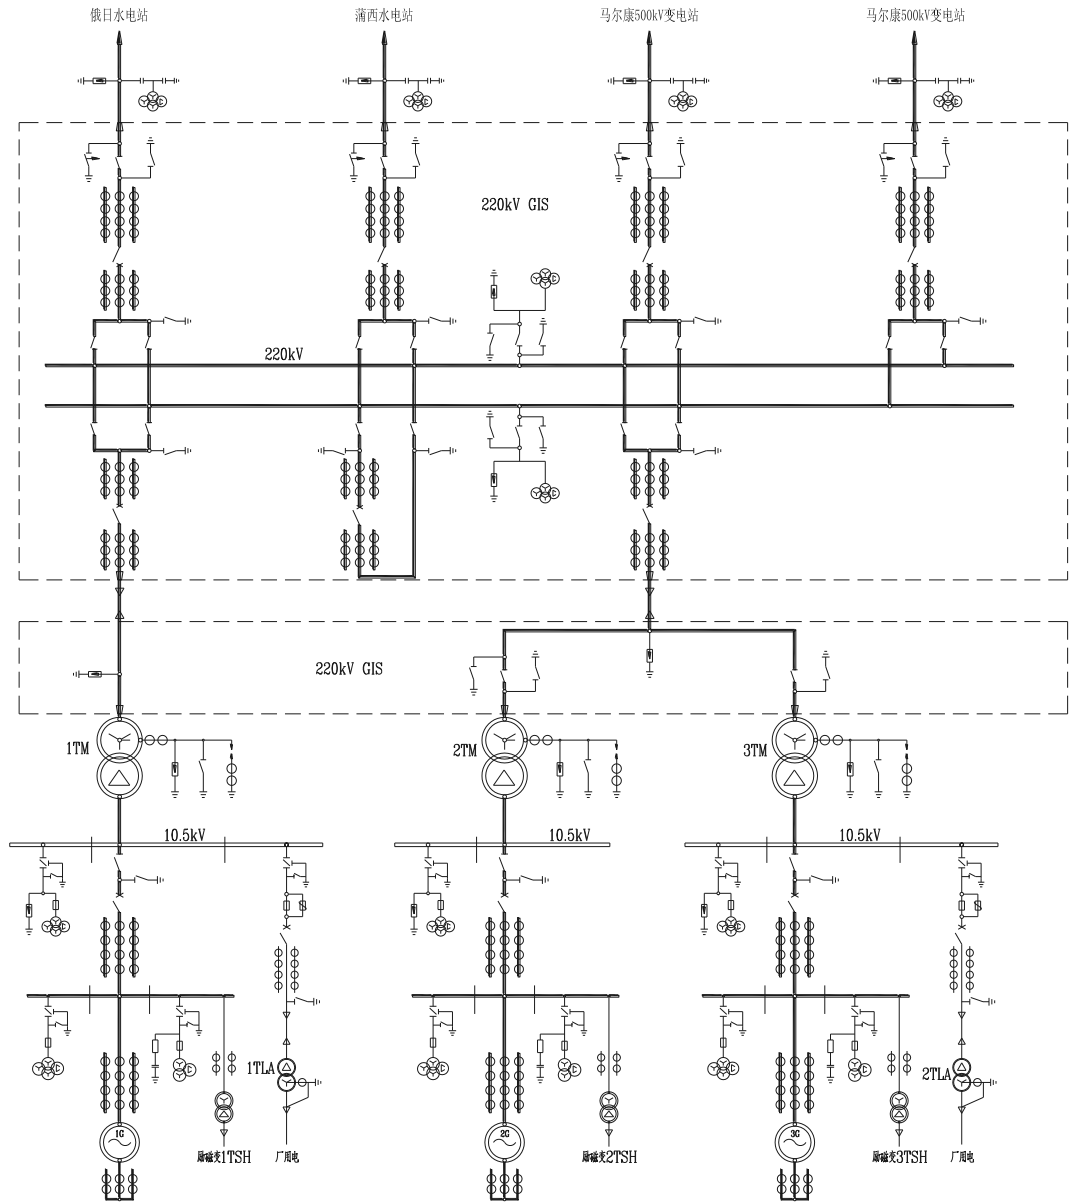 俄日水电站 蒲西水电站 马尔康500kV变电站 马尔康500kV变电站
220kV GIS
220kV
220kV GIS
1TM 2TM 3TM
10.5kV 10.5kV 10.5kV
1TLA 2TLA
1G 2G 3G
励磁变1TSH 厂用电 励磁变2TSH 励磁变3TSH 厂用电